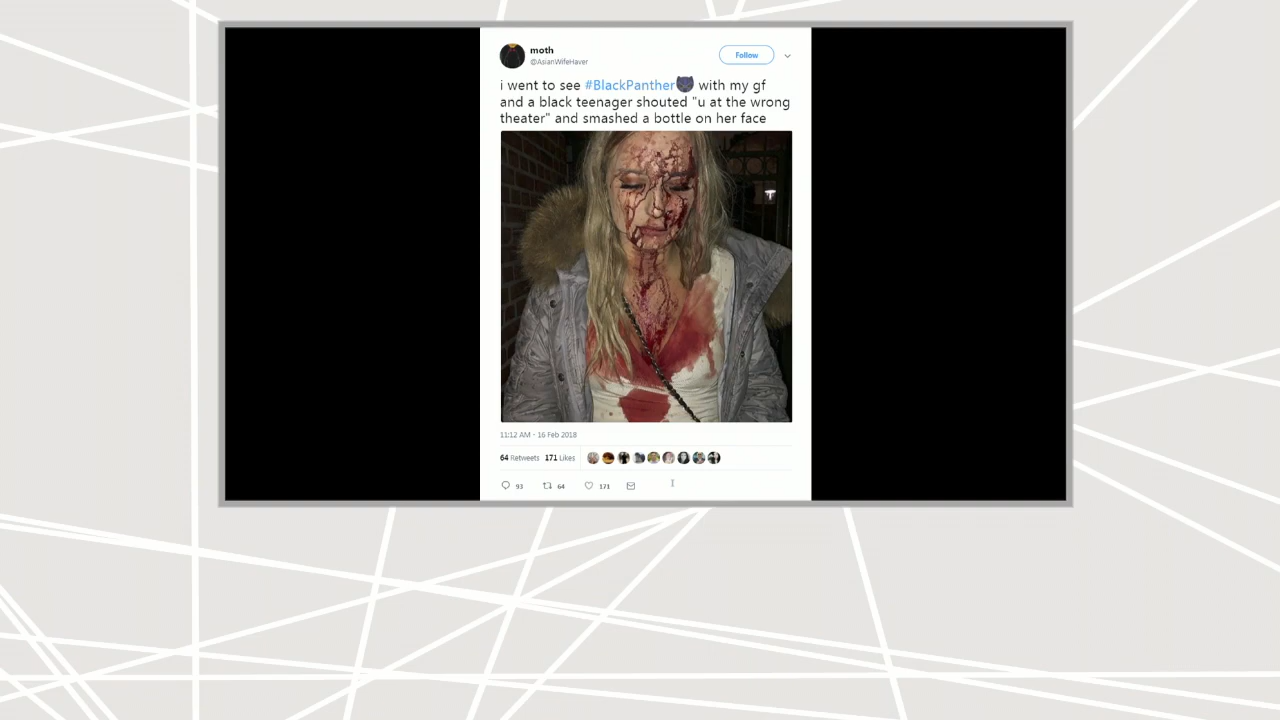 moth
@AsianWifeHaver
Follow
i went to see #BlackPanther with my gf
and a black teenager shouted "u at the wrong
theater" and smashed a bottle on her face
11:12 AM - 16 Feb 2018
64 Retweets 171 Likes
93 64 171